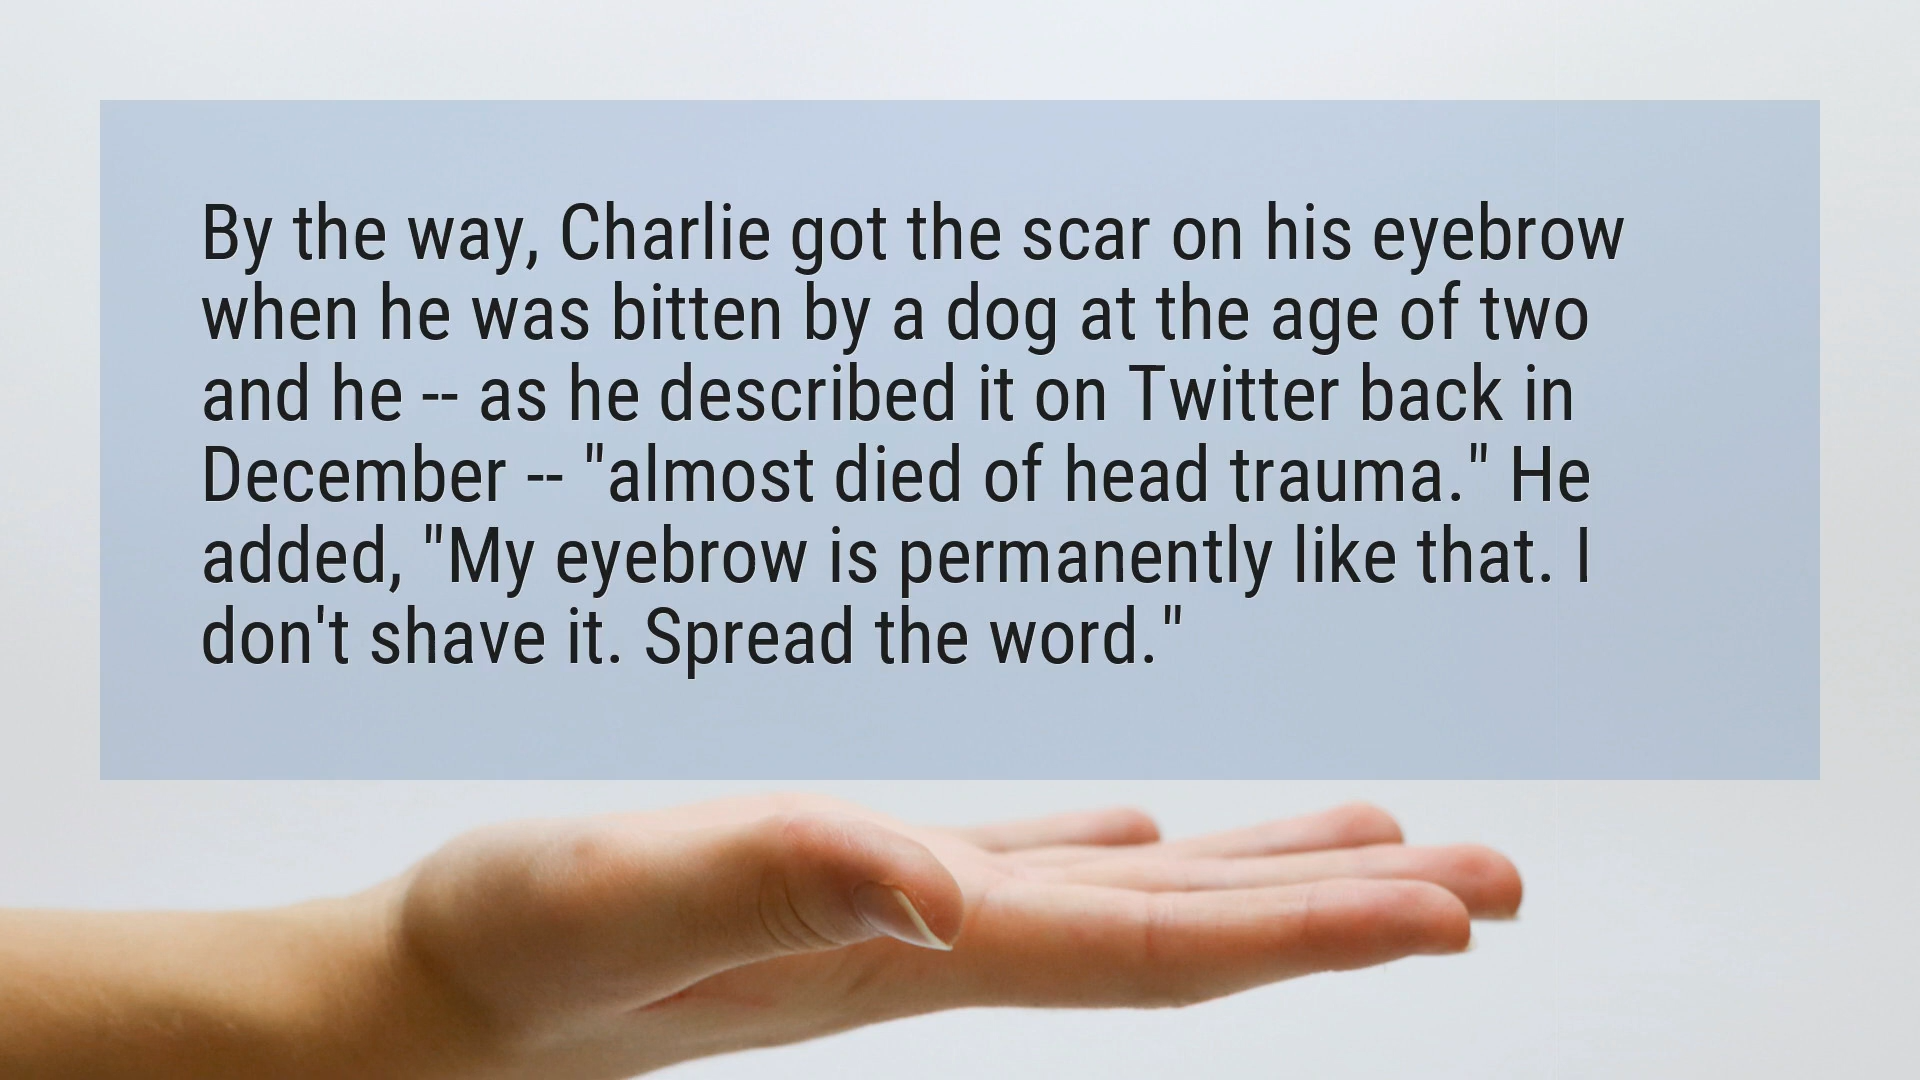 By the way, Charlie got the scar on his eyebrow
when he was bitten by a dog at the age of two
and he -- as he described it on Twitter back in
December -- "almost died of head trauma." He
added, "My eyebrow is permanently like that. I
don't shave it. Spread the word."